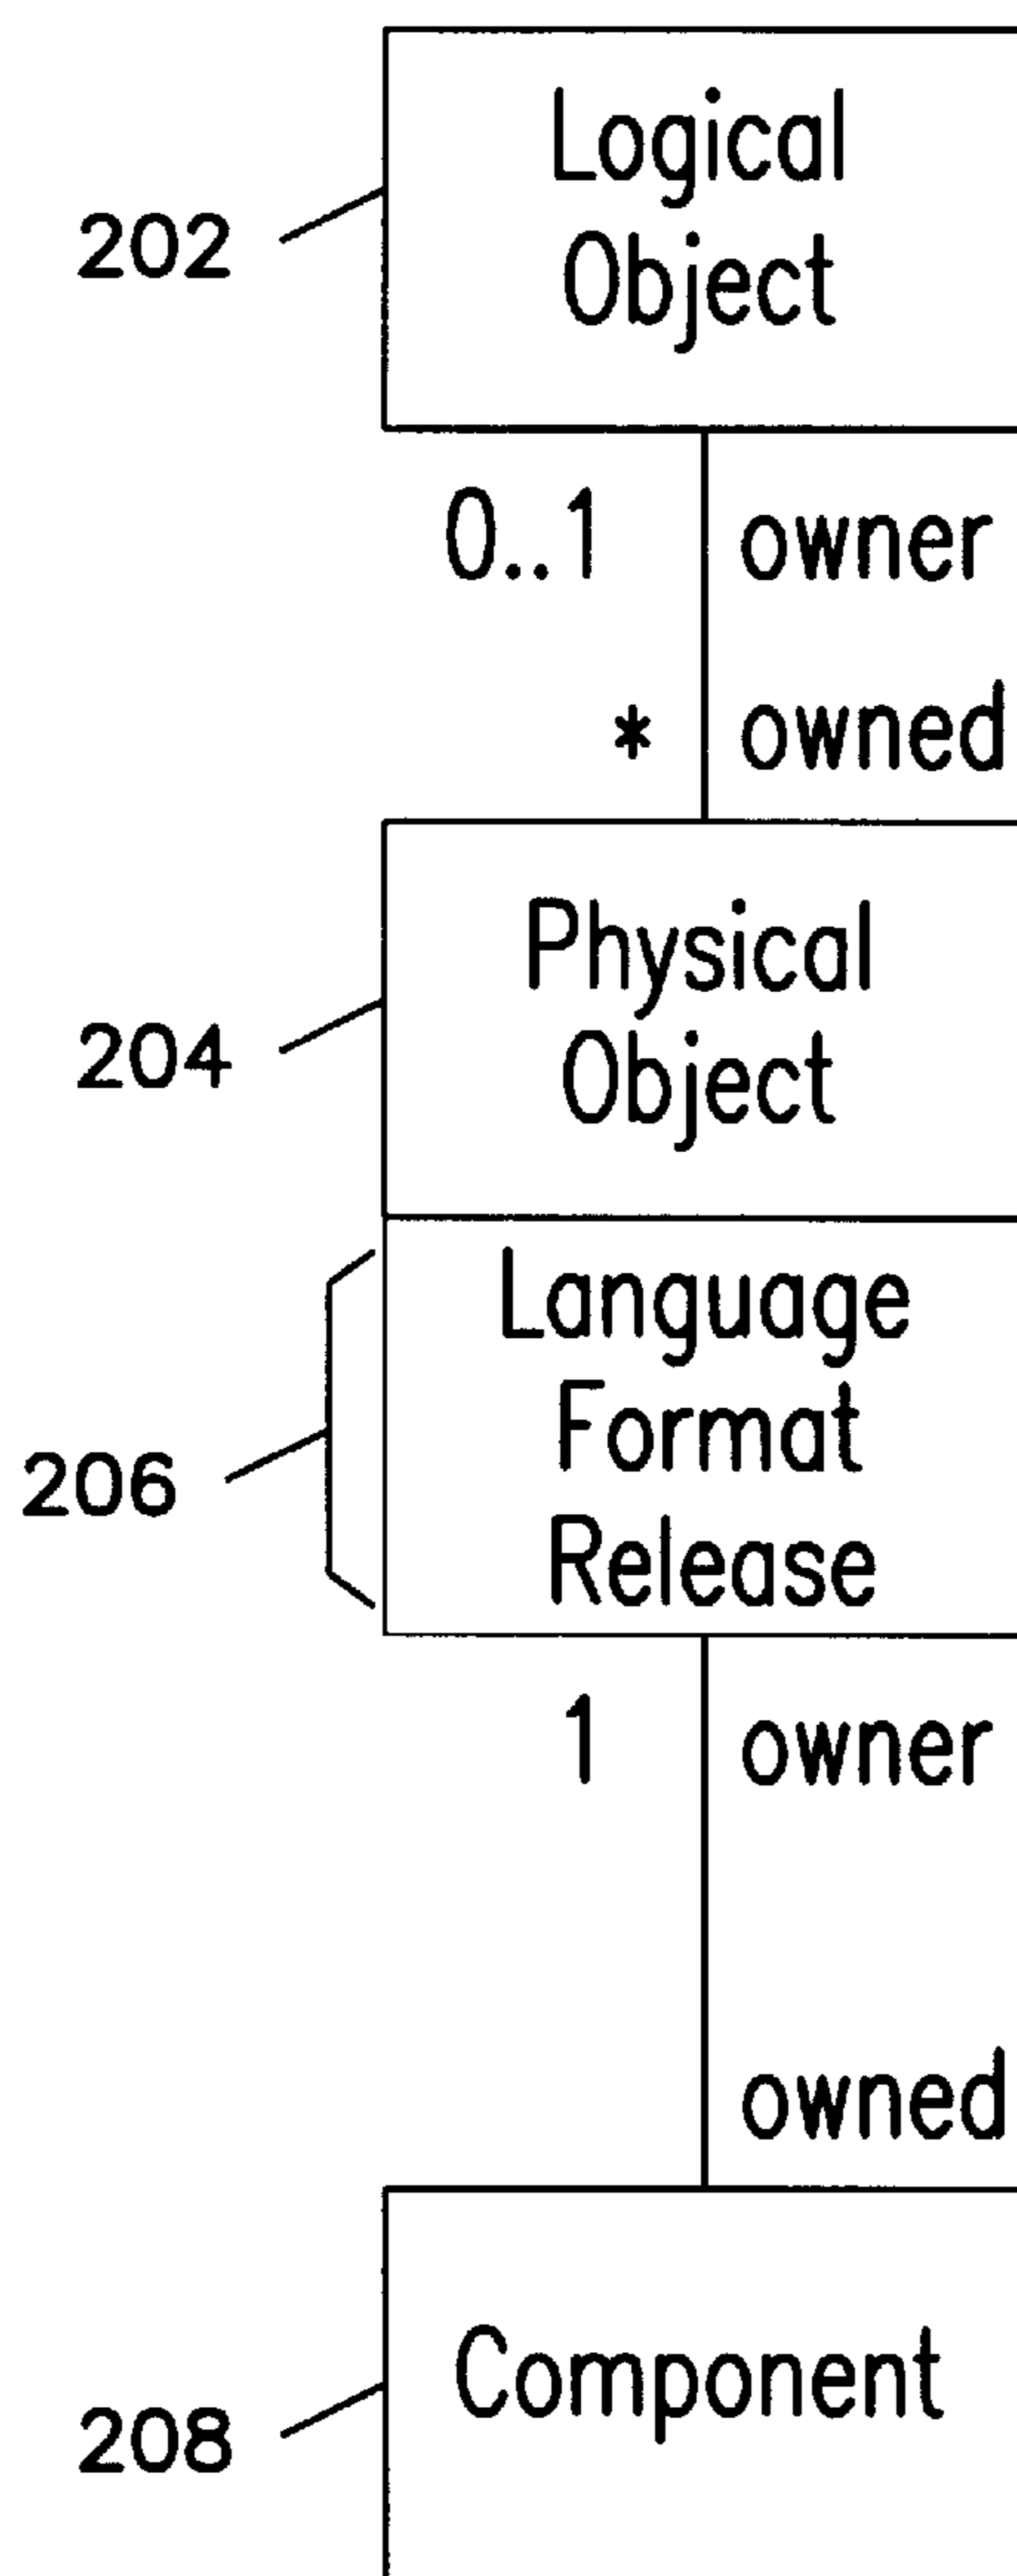 Logical
202
Object
0..1 owner
* owned
Physical
204
Object
Language
Format
206
Release
1 owner
owned
Component
208